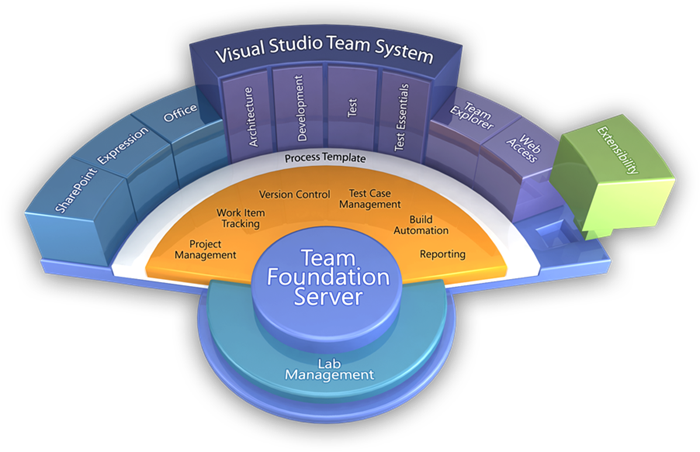 Visual Studio Team System
Architecture
Development
Test
Test Essentials
Office
Expression
SharePoint
Team
Explorer
Web
Access
Extensibility
Process Template
Version Control
Test Case
Management
Work Item
Tracking
Build
Automation
Project
Management
Reporting
Team
Foundation
Server
Lab
Management